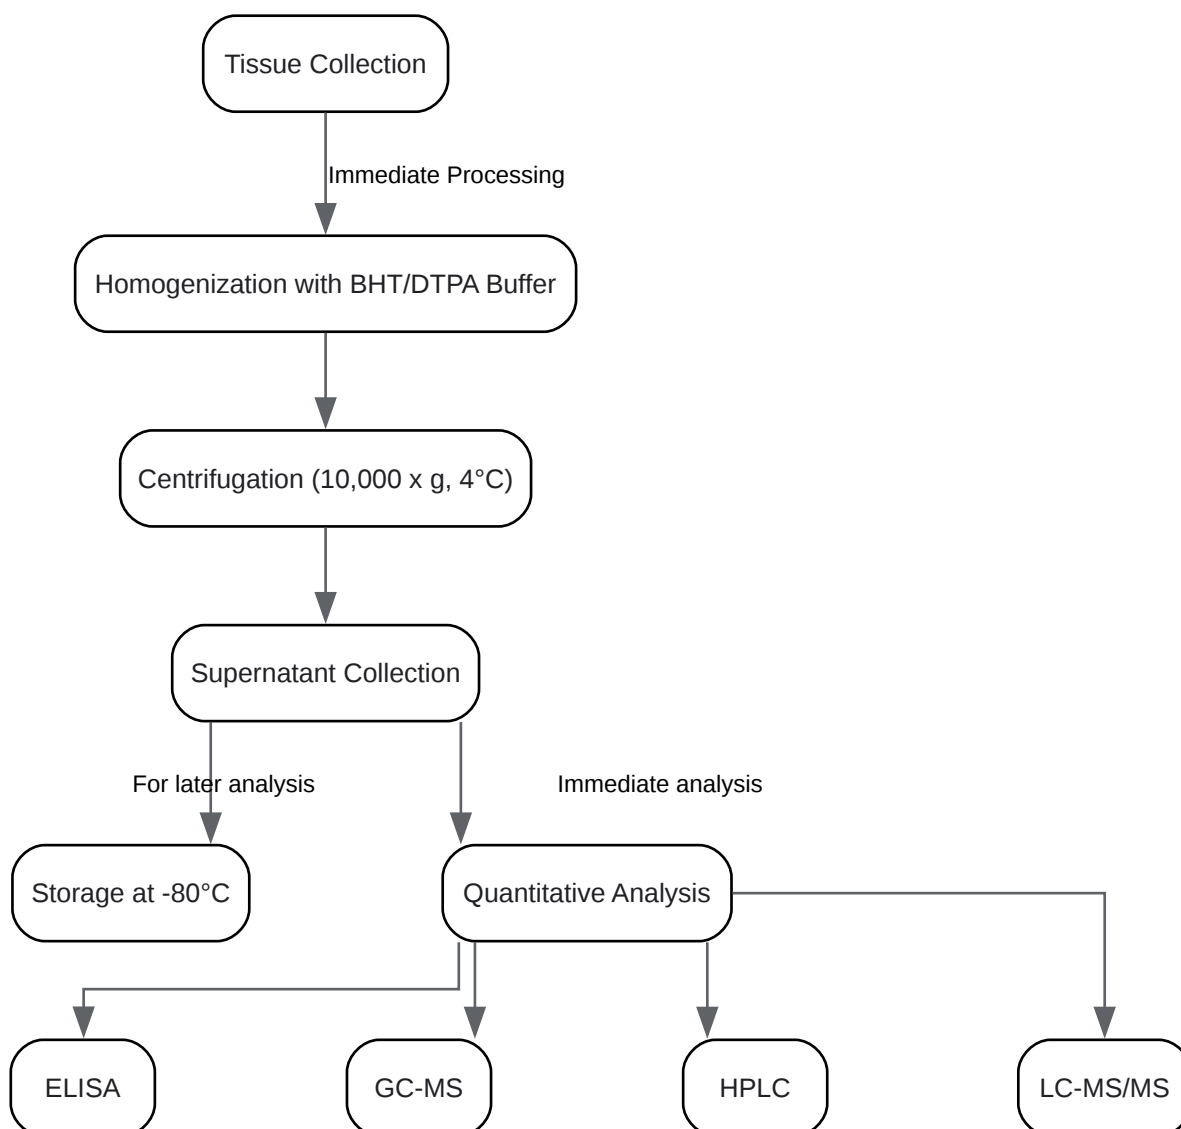 Tissue Collection
Immediate Processing
Homogenization with BHT/DTPA Buffer
Centrifugation (10,000 x g, 4°C)
Supernatant Collection
For later analysis
Immediate analysis
Storage at -80°C
Quantitative Analysis
ELISA
GC-MS
HPLC
LC-MS/MS